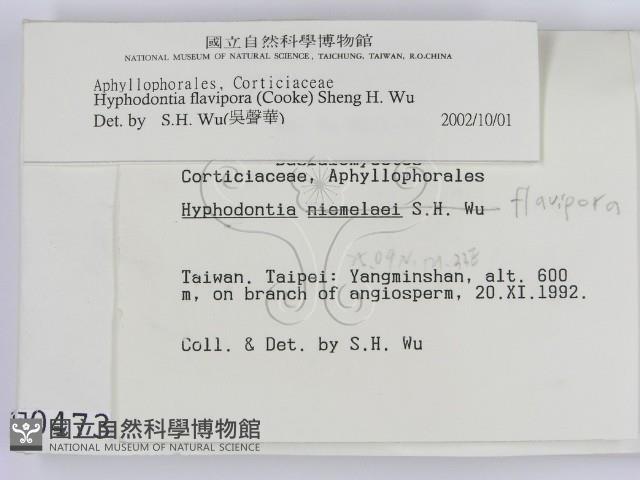 國立自然科學博物館
NATIONAL MUSEUM OF NATURAL SCIENCE, TAICHUNG, TAIWAN, R.O.CHINA
Aphyllophorales, Corticiaceae
Hyphodontia flavipora (Cooke) Sheng H. Wu
Det. by S.H. Wu(吳聲華)
2002/10/01
Basidiomycetes
Corticiaceae, Aphyllophorales
Hyphodontia niemelaei S.H. Wu flavipora
Taiwan. Taipei: Yangminshan, alt. 600
m, on branch of angiosperm, 20.XI.1992.
Coll. & Det. by S.H. Wu
國立自然科學博物館
NATIONAL MUSEUM OF NATURAL SCIENCE